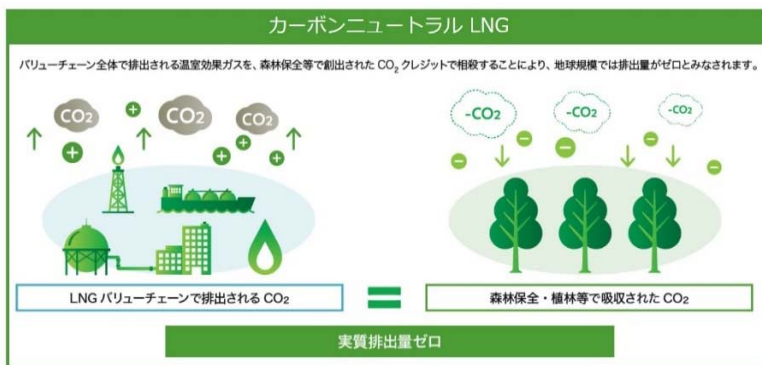 カーボンニュートラル LNG
バリューチェーン全体で排出される温室効果ガスを、森林保全等で創出された CO₂ クレジットで相殺することにより、地球規模では排出量がゼロとみなされます。
CO₂ CO₂ CO₂
-CO₂ -CO₂ -CO₂
LNG バリューチェーンで排出される CO₂
=
森林保全・植林等で吸収された CO₂
実質排出量ゼロ